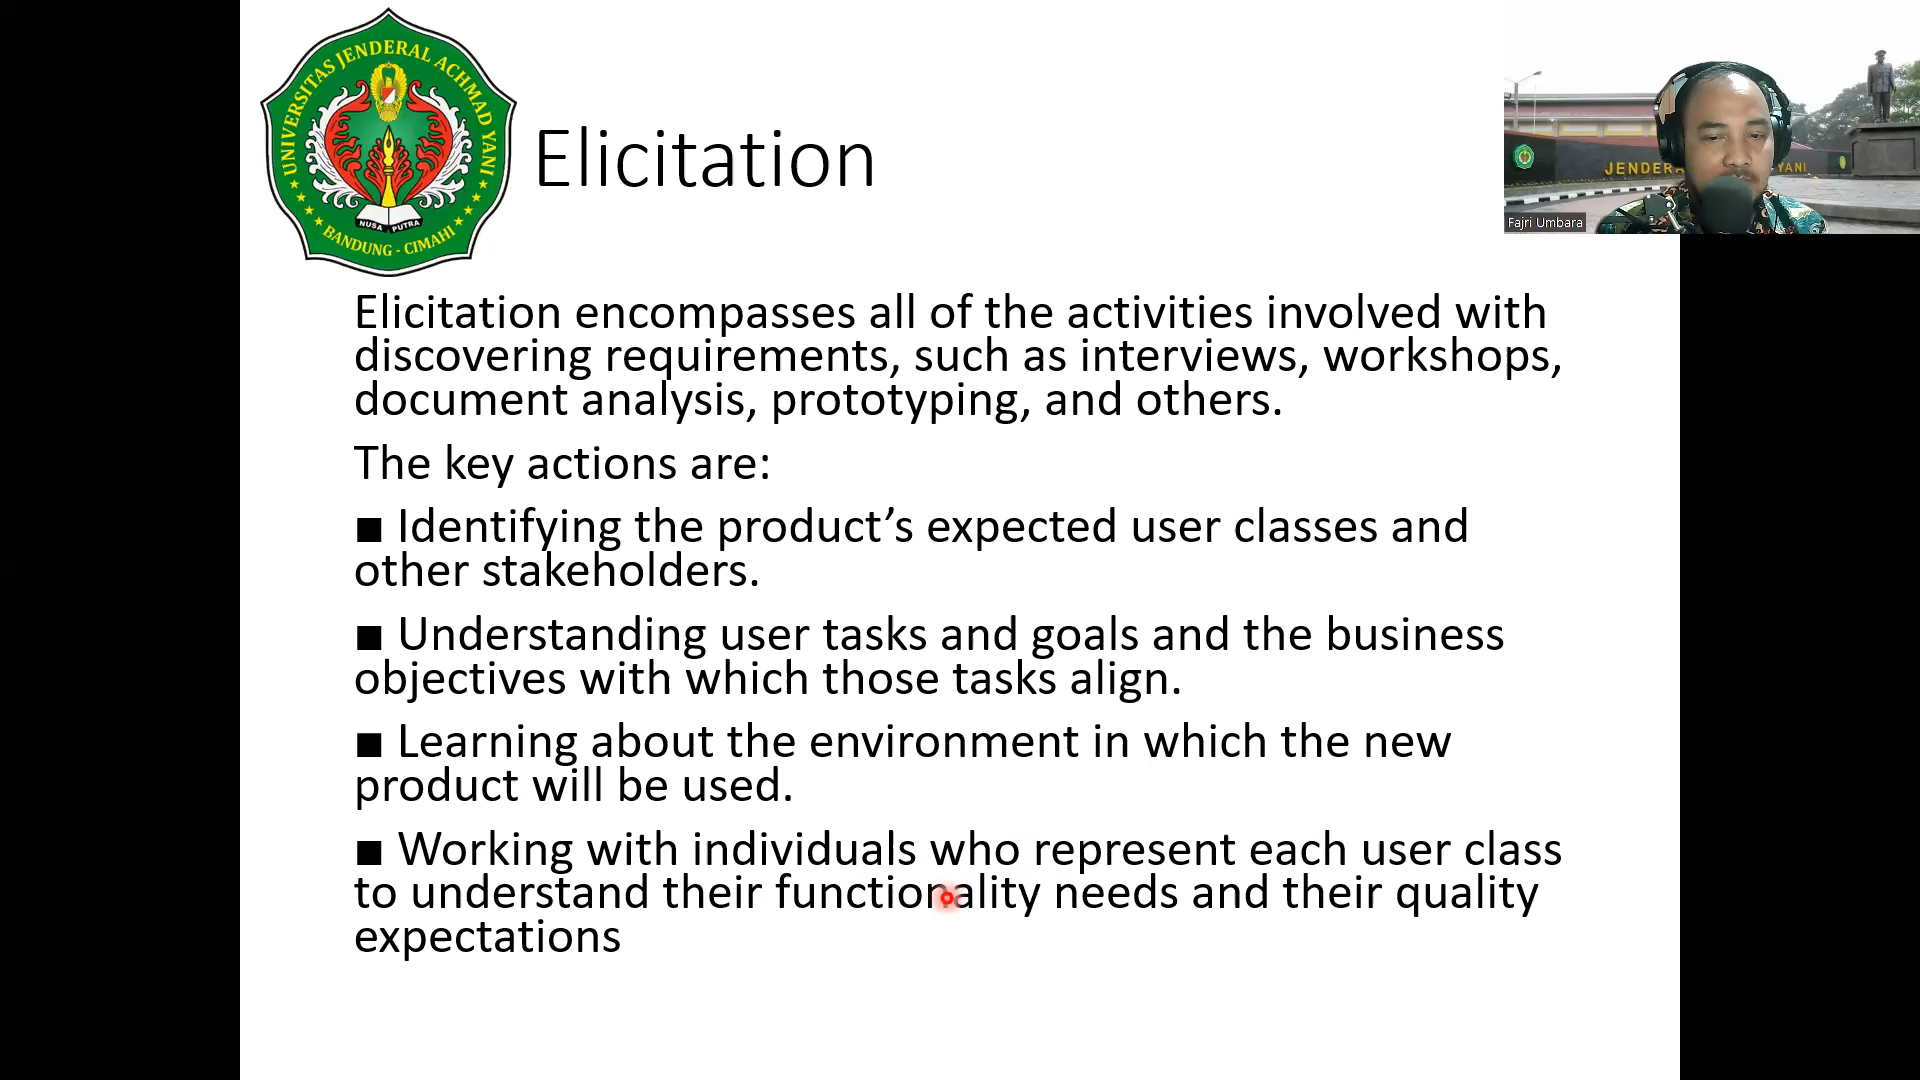 UNIVERSITAS JENDERAL ACHMAD YANI
NUSA PUTRA
BANDUNG - CIMAHI
Elicitation
JENDERA
YANI
Fajri Umbara
Elicitation encompasses all of the activities involved with
discovering requirements, such as interviews, workshops,
document analysis, prototyping, and others.
The key actions are:
■ Identifying the product’s expected user classes and
other stakeholders.
■ Understanding user tasks and goals and the business
objectives with which those tasks align.
■ Learning about the environment in which the new
product will be used.
■ Working with individuals who represent each user class
to understand their functionality needs and their quality
expectations